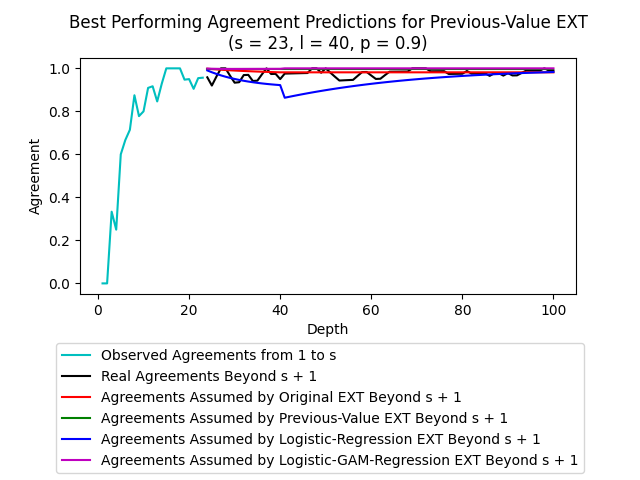 Best Performing Agreement Predictions for Previous-Value EXT
(s = 23, l = 40, p = 0.9)
1.0
0.8
0.6
0.4
0.2
0.0
Agreement
0 20 40 60 80 100
Depth
Observed Agreements from 1 to s
Real Agreements Beyond s + 1
Agreements Assumed by Original EXT Beyond s + 1
Agreements Assumed by Previous-Value EXT Beyond s + 1
Agreements Assumed by Logistic-Regression EXT Beyond s + 1
Agreements Assumed by Logistic-GAM-Regression EXT Beyond s + 1